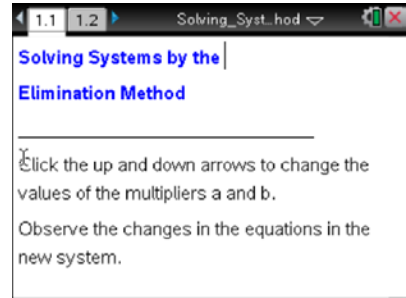 1.1 1.2 Solving_Syst…hod
Solving Systems by the
Elimination Method
Click the up and down arrows to change the
values of the multipliers a and b.
Observe the changes in the equations in the
new system.